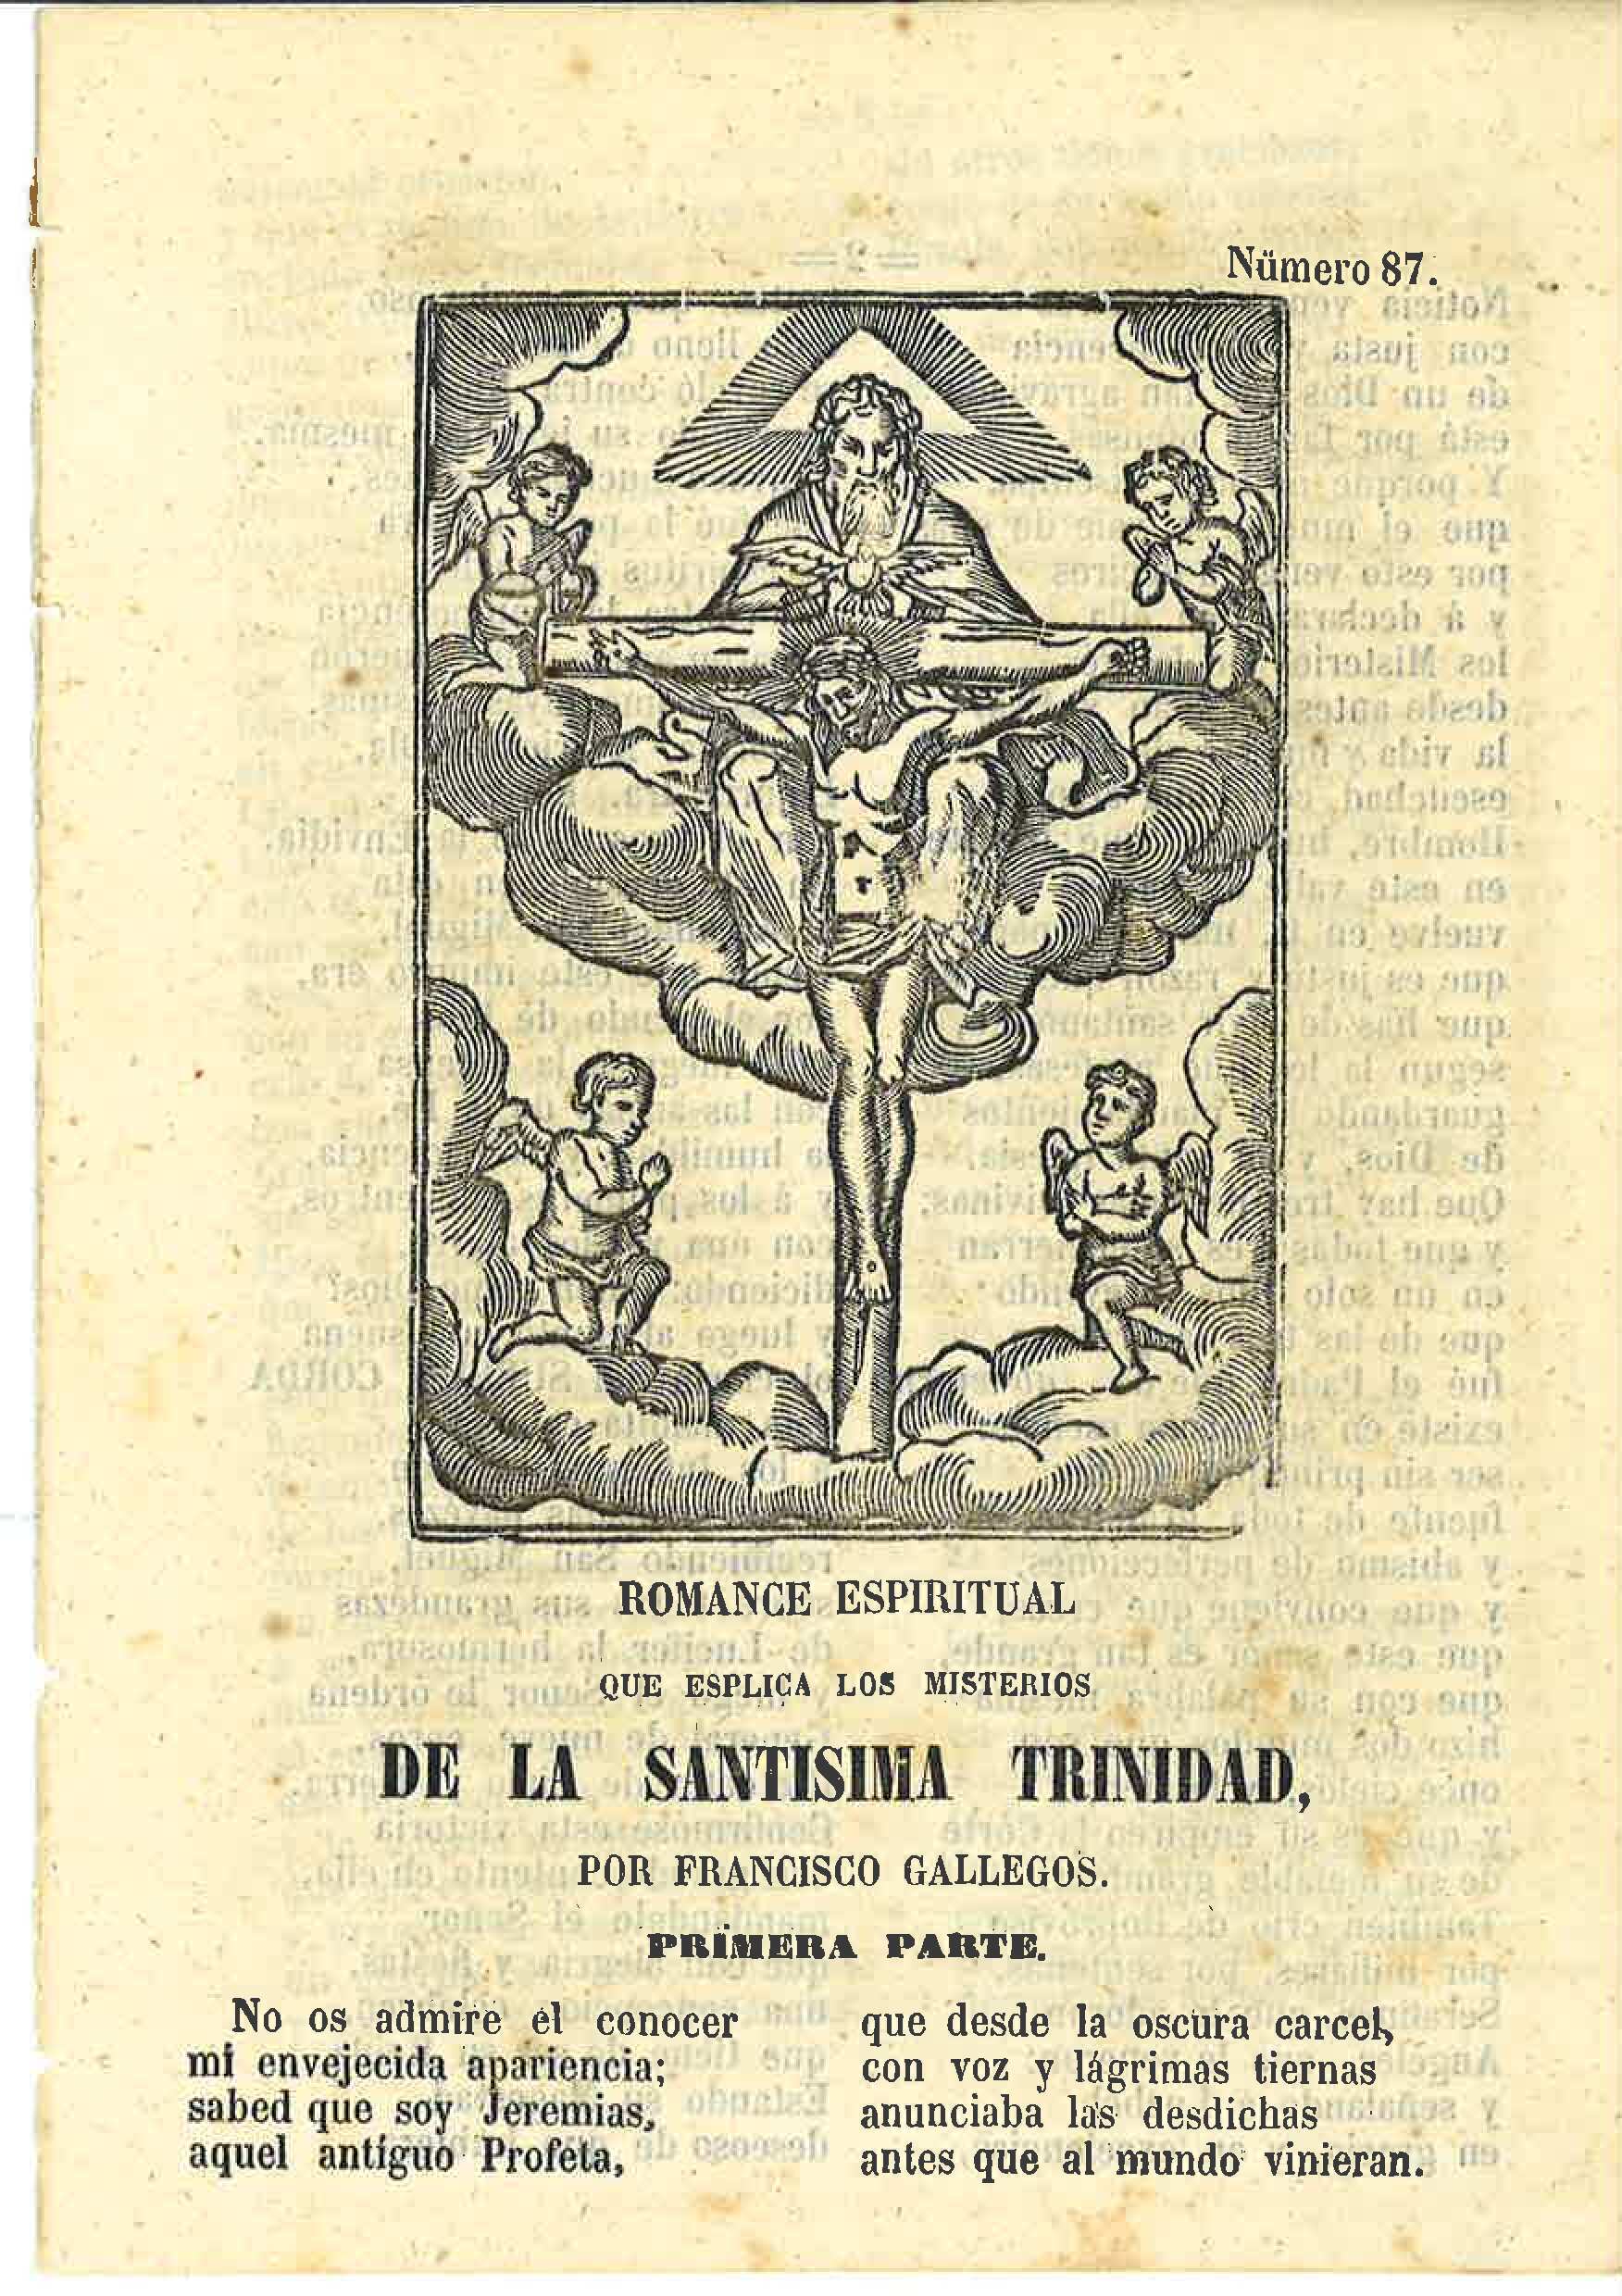 Número 87.
ROMANCE ESPIRITUAL
QUE ESPLICA LOS MISTERIOS
DE LA SANTISIMA TRINIDAD,
POR FRANCISCO GALLEGOS.
PRIMERA PARTE.
No os admire el conocer
mi envejecida apariencia;
sabed que soy Jeremias,
aquel antiguo Profeta,
que desde la oscura carcel,
con voz y lágrimas tiernas
anunciaba las desdichas
antes que al mundo vinieran.